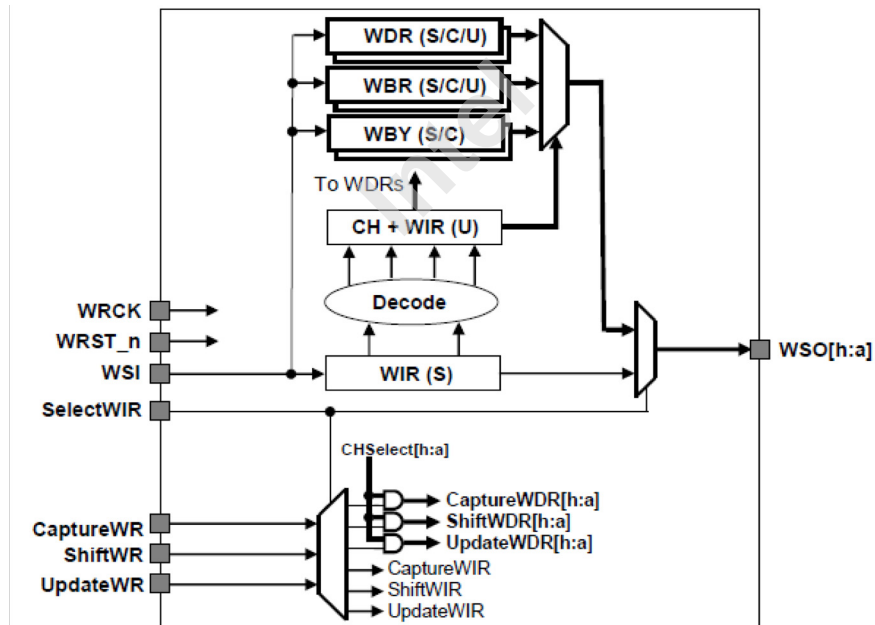 WDR (S/C/U)
WBR (S/C/U)
WBY (S/C)
To WDRs
CH + WIR (U)
Decode
WRCK
WRST_n
WSI
WIR (S)
WSO[h:a]
SelectWIR
CHSelect[h:a]
CaptureWDR[h:a]
ShiftWDR[h:a]
UpdateWDR[h:a]
CaptureWR
ShiftWR
UpdateWR
CaptureWIR
ShiftWIR
UpdateWIR
Intel